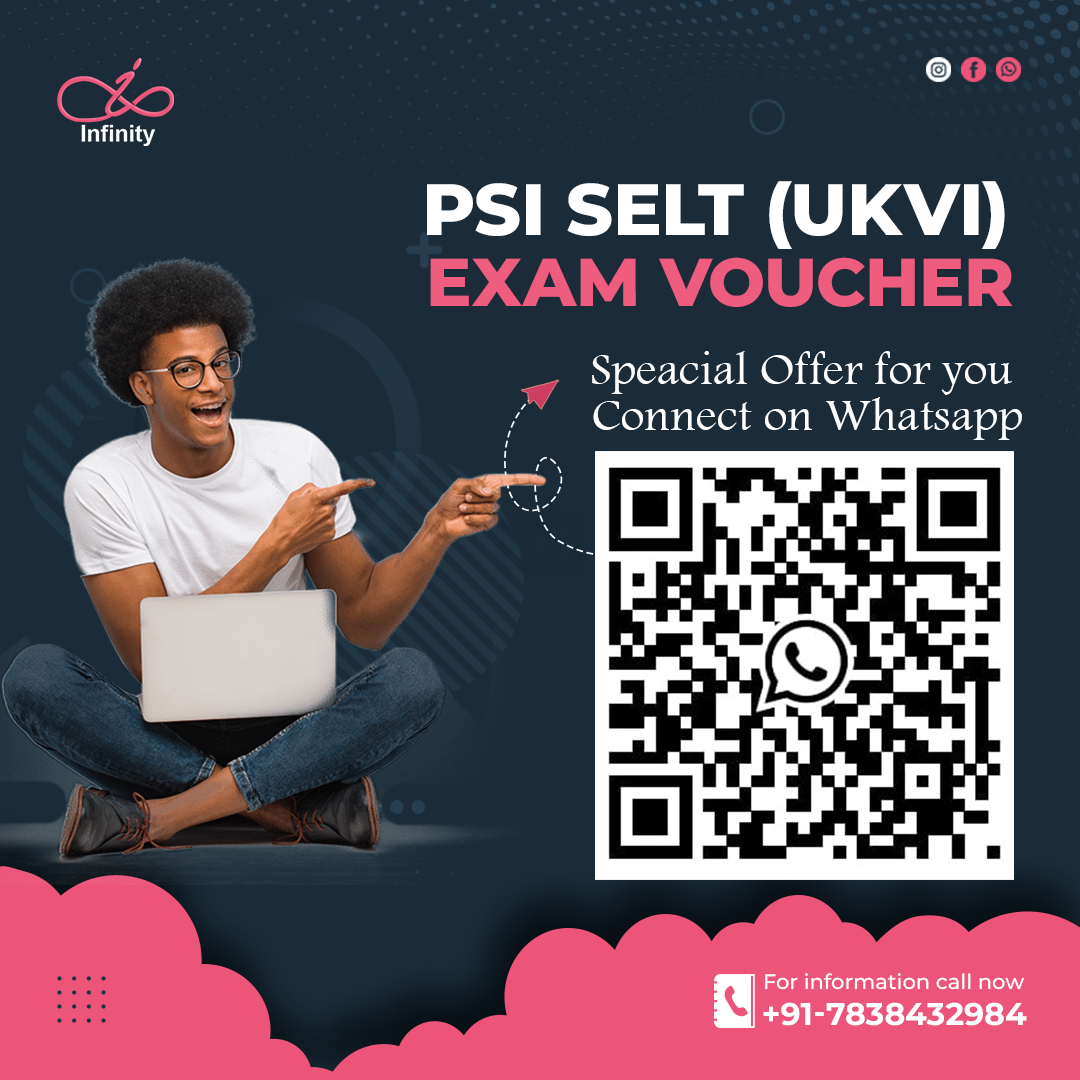 Infinity
PSI SELT (UKVI)
EXAM VOUCHER
Speacial Offer for you
Connect on Whatsapp
For information call now
+91-7838432984